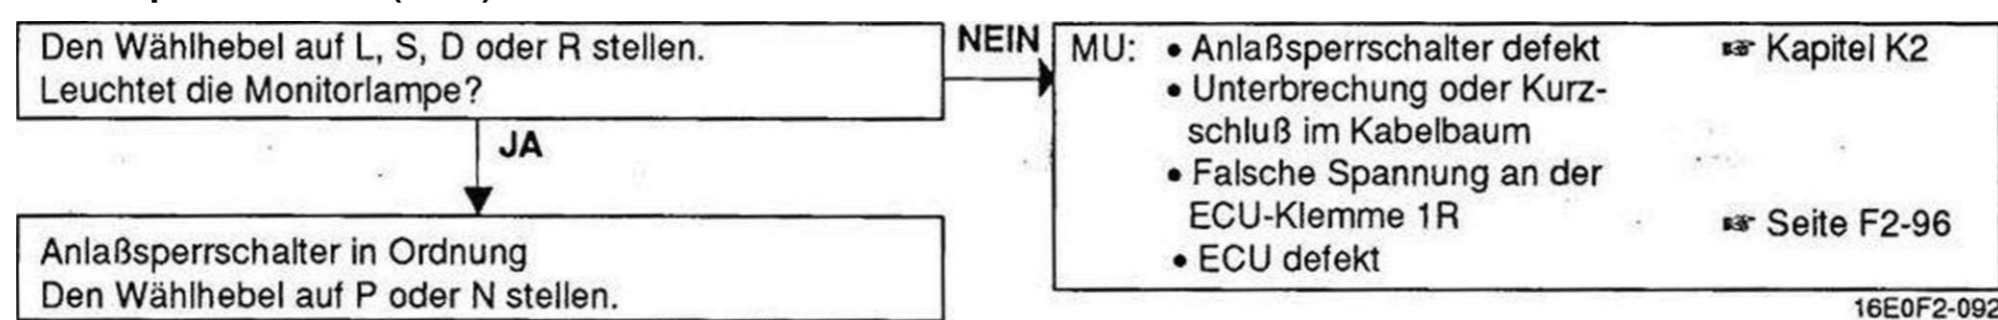 Den Wählhebel auf L, S, D oder R stellen.
Leuchtet die Monitorlampe?
NEIN
MU: • Anlaßsperrschalter defekt ☞ Kapitel K2
• Unterbrechung oder Kurz-
schluß im Kabelbaum
• Falsche Spannung an der
ECU-Klemme 1R ☞ Seite F2-96
• ECU defekt
JA
Anlaßsperrschalter in Ordnung
Den Wählhebel auf P oder N stellen.
16E0F2-092